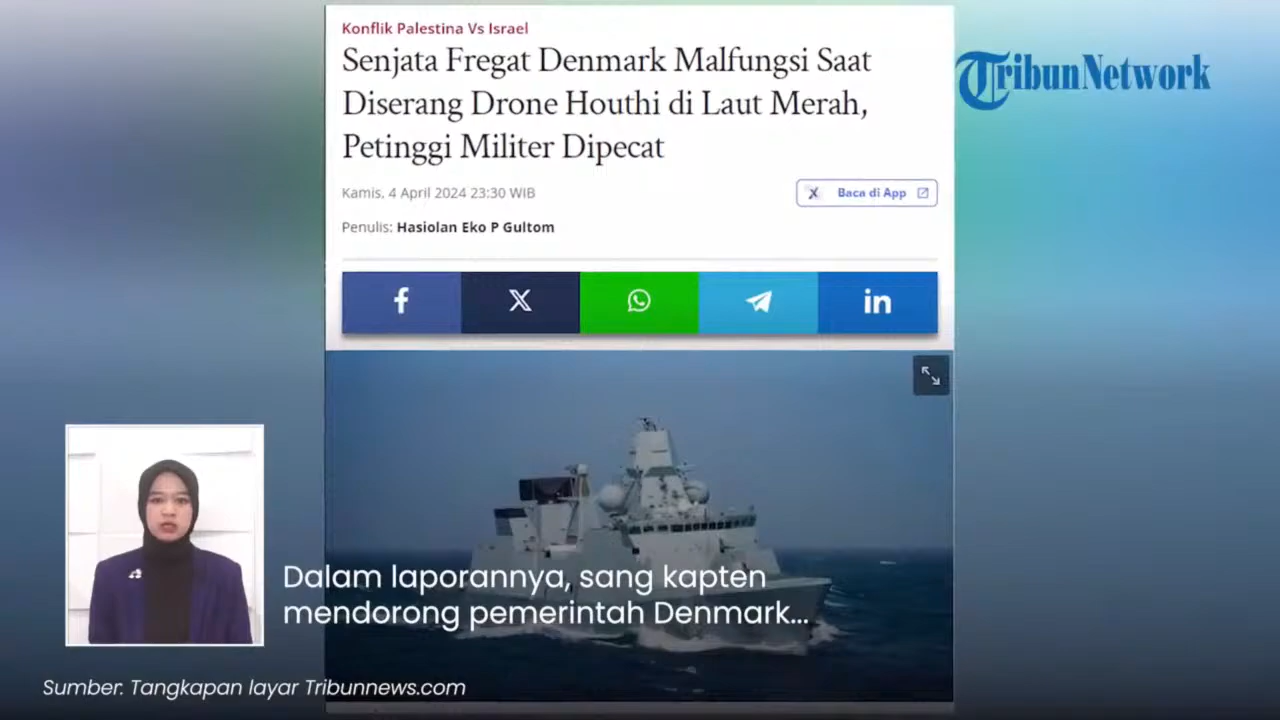 Konflik Palestina Vs Israel
Senjata Fregat Denmark Malfungsi Saat
Diserang Drone Houthi di Laut Merah,
Petinggi Militer Dipecat
Kamis, 4 April 2024 23:30 WIB
Baca di App
Penulis: Hasiolan Eko P Gultom
TribunNetwork
Dalam laporannya, sang kapten
mendorong pemerintah Denmark...
Sumber: Tangkapan layar Tribunnews.com